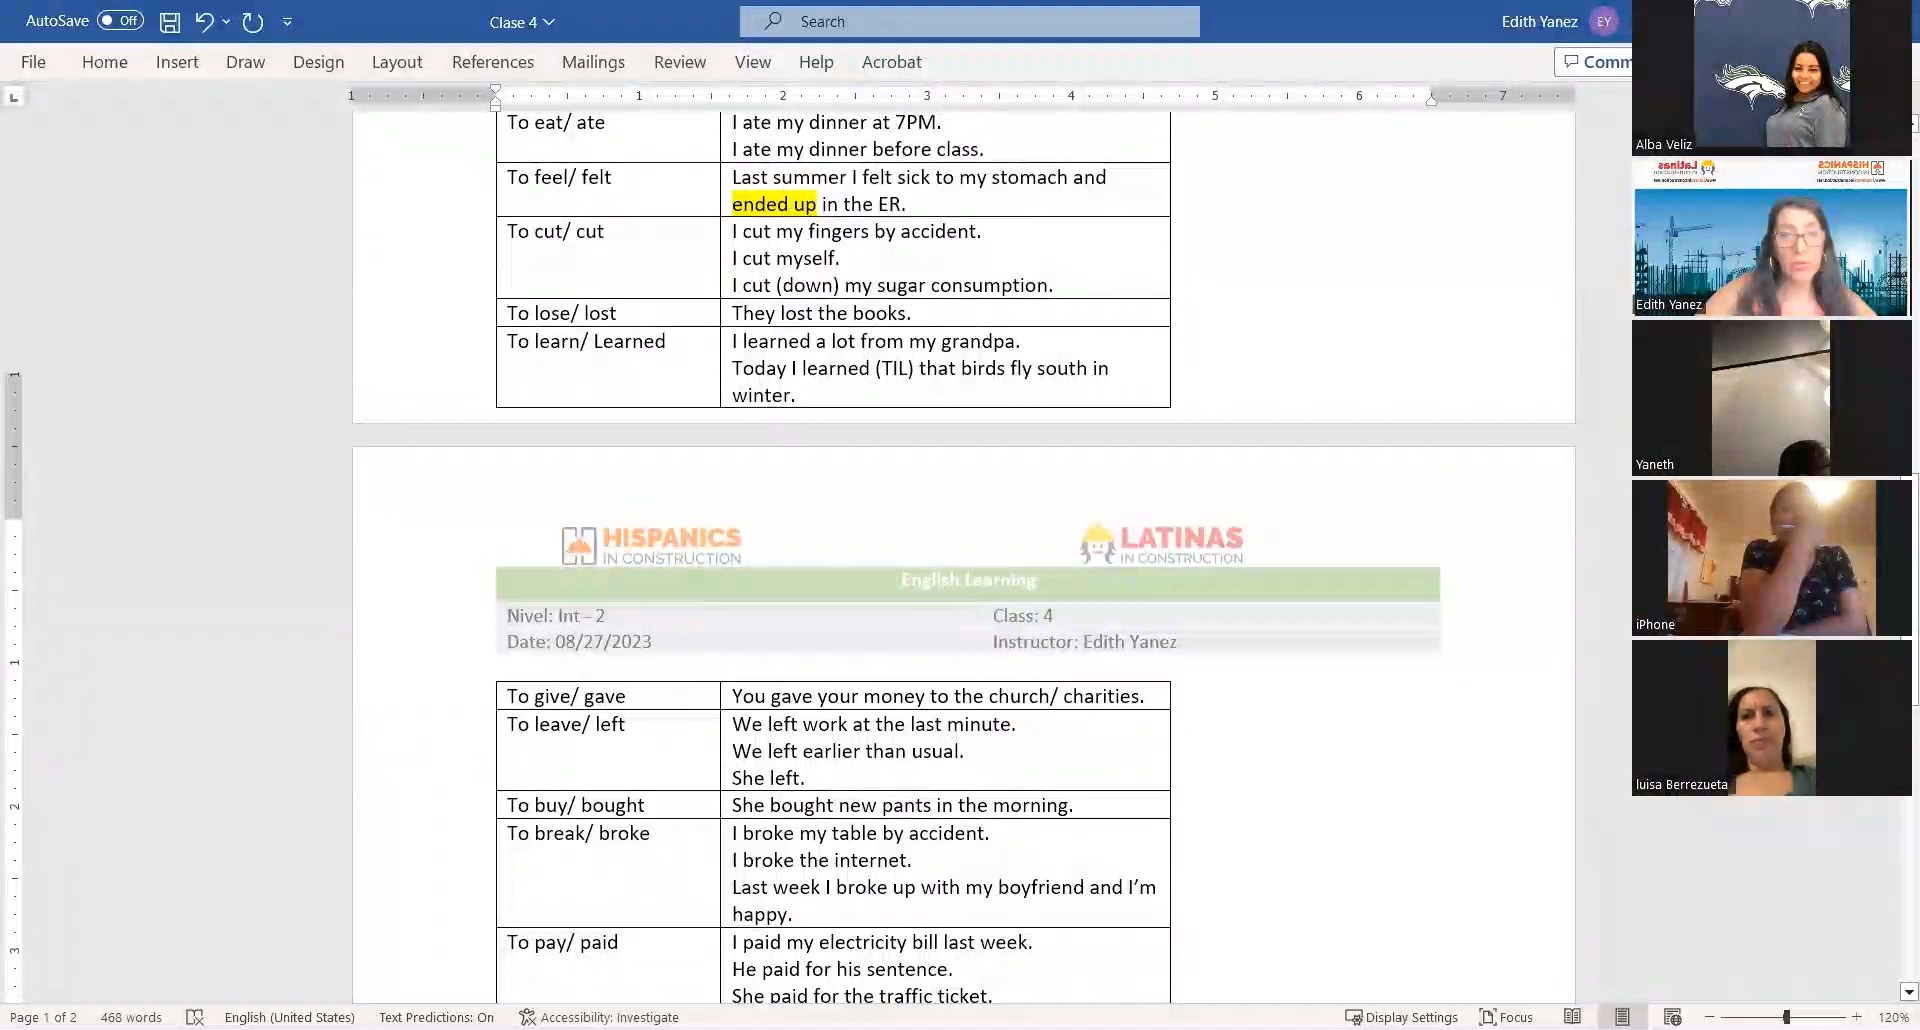 AutoSave Off Clase 4 Search Edith Yanez EY
File Home Insert Draw Design Layout References Mailings Review View Help Acrobat Comm
1 1 2 3 4 5 6 7
To eat/ ate I ate my dinner at 7PM.
I ate my dinner before class.
To feel/ felt Last summer I felt sick to my stomach and
ended up in the ER.
To cut/ cut I cut my fingers by accident.
I cut myself.
I cut (down) my sugar consumption.
To lose/ lost They lost the books.
To learn/ Learned I learned a lot from my grandpa.
Today I learned (TIL) that birds fly south in
winter.
HISPANICS IN CONSTRUCTION
LATINAS IN CONSTRUCTION
English Learning
Nivel: Int – 2 Class: 4
Date: 08/27/2023 Instructor: Edith Yanez
To give/ gave You gave your money to the church/ charities.
To leave/ left We left work at the last minute.
We left earlier than usual.
She left.
To buy/ bought She bought new pants in the morning.
To break/ broke I broke my table by accident.
I broke the internet.
Last week I broke up with my boyfriend and I’m
happy.
To pay/ paid I paid my electricity bill last week.
He paid for his sentence.
She paid for the traffic ticket.
Page 1 of 2 468 words English (United States) Text Predictions: On Accessibility: Investigate Display Settings Focus 120%
Alba Veliz
Latinas HISPANICS
Edith Yanez
Yaneth
iPhone
luisa Berrezueta